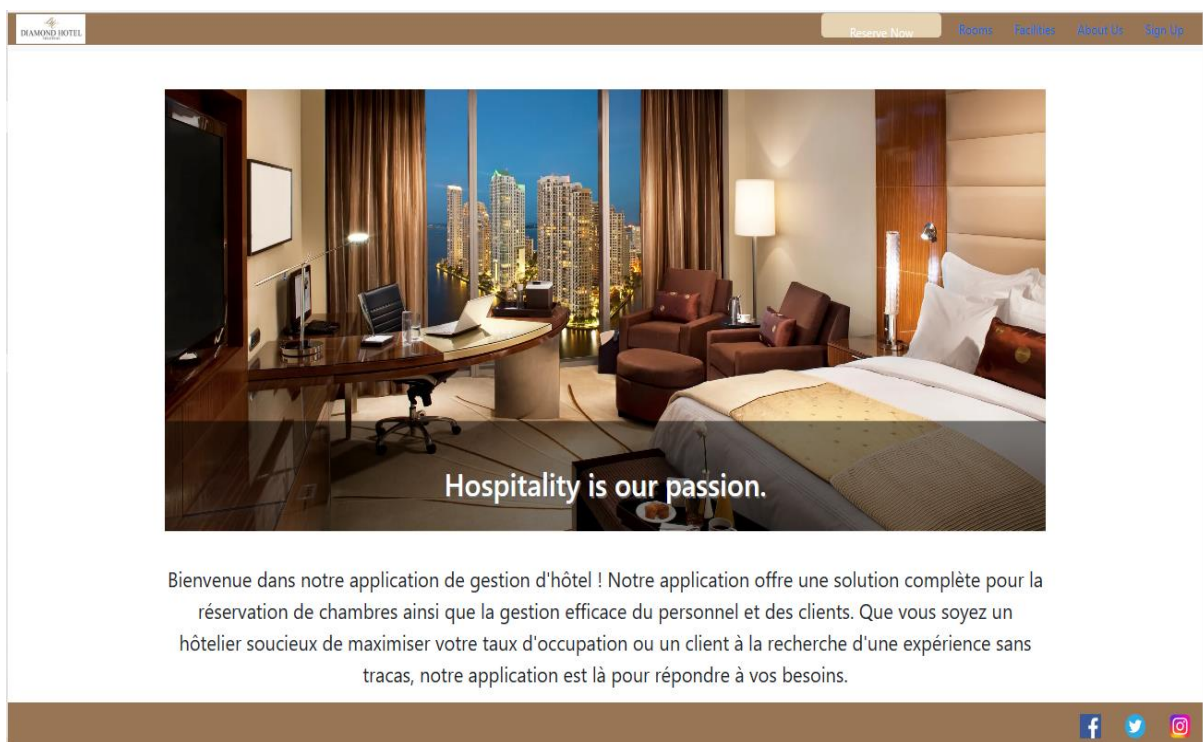 DIAMOND HOTEL
Reserve Now
Rooms
Facilities
About Us
Sign Up
Hospitality is our passion.
Bienvenue dans notre application de gestion d'hôtel ! Notre application offre une solution complète pour la
réservation de chambres ainsi que la gestion efficace du personnel et des clients. Que vous soyez un
hôtelier soucieux de maximiser votre taux d'occupation ou un client à la recherche d'une expérience sans
tracas, notre application est là pour répondre à vos besoins.